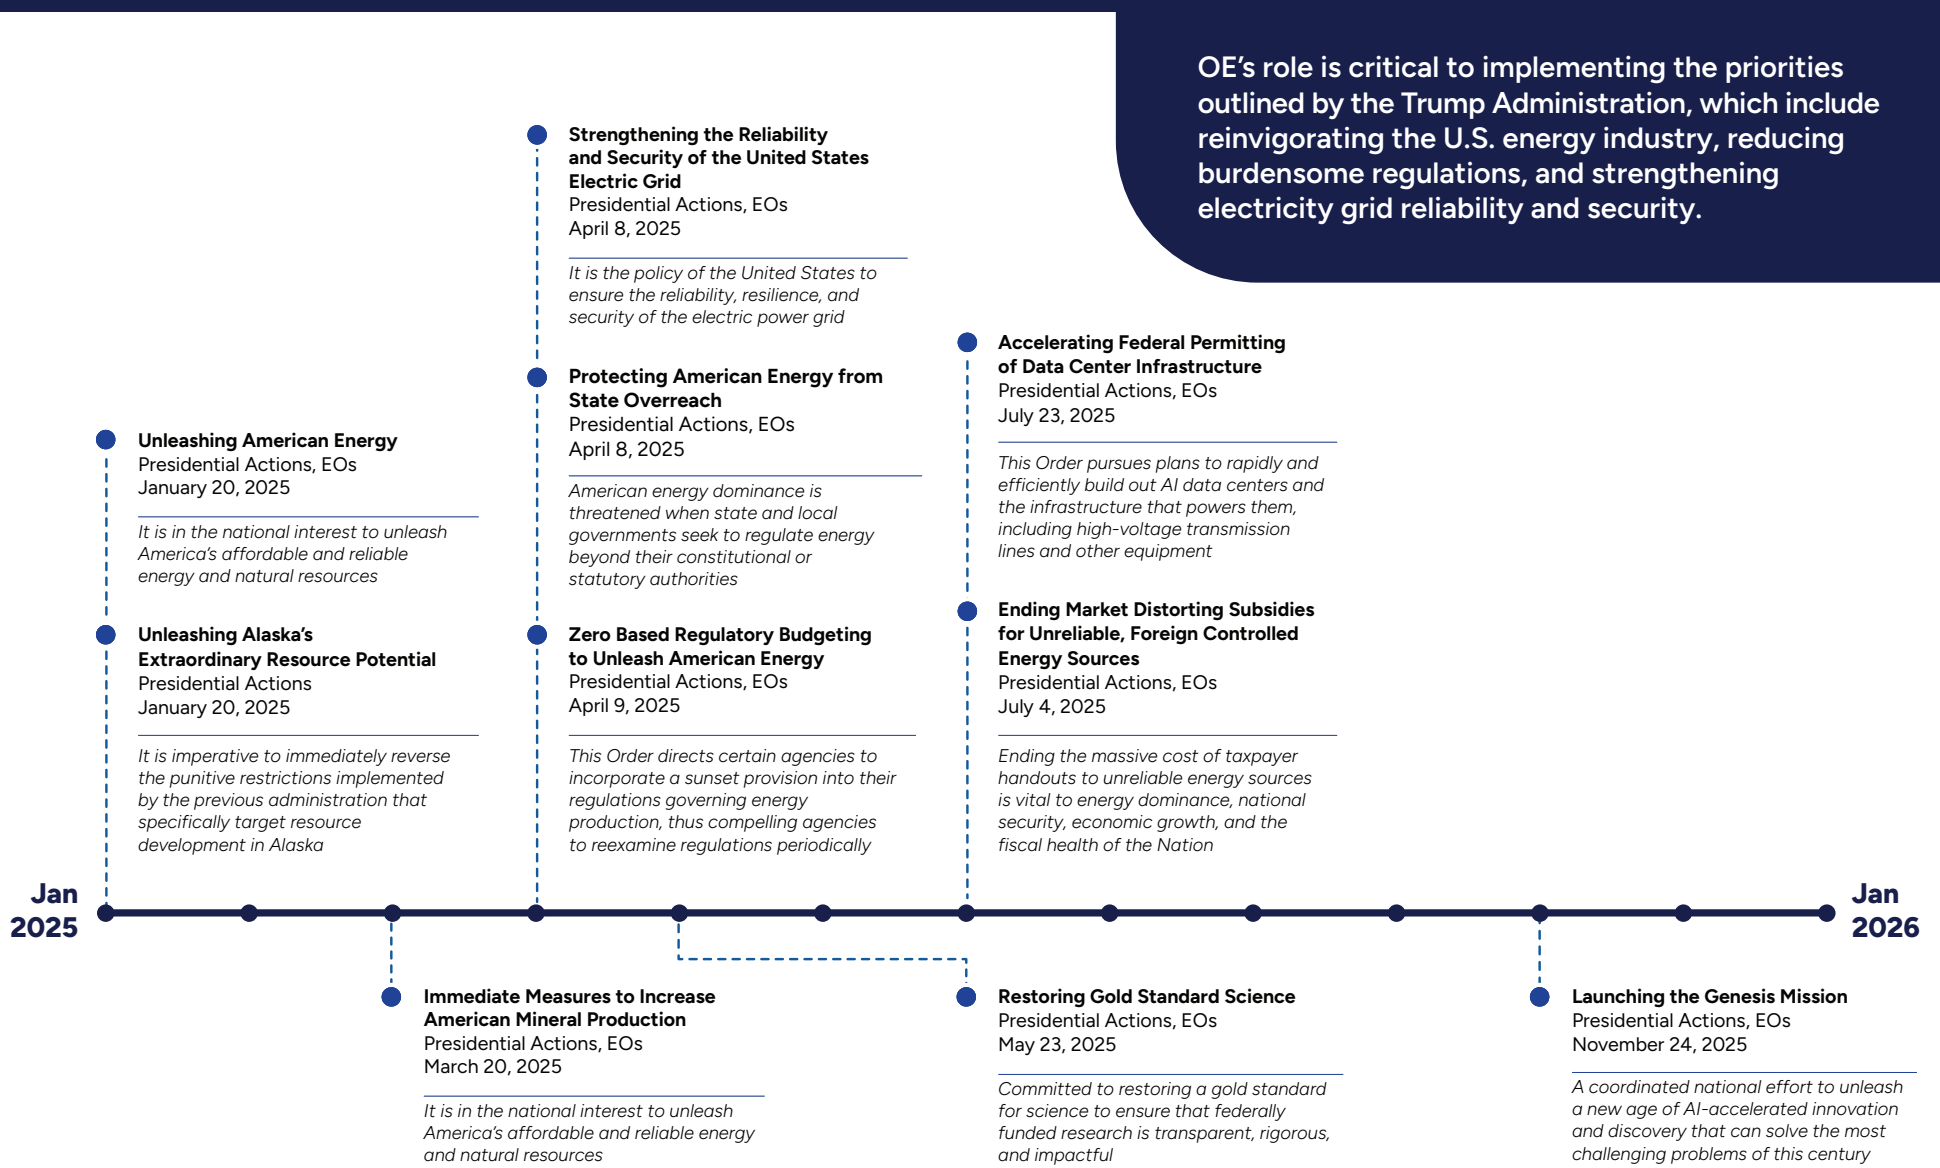 OE's role is critical to implementing the priorities
outlined by the Trump Administration, which include
reinvigorating the U.S. energy industry, reducing
burdensome regulations, and strengthening
electricity grid reliability and security.
Unleashing American Energy
Presidential Actions, EOs
January 20, 2025
It is in the national interest to unleash
America's affordable and reliable
energy and natural resources
Unleashing Alaska's
Extraordinary Resource Potential
Presidential Actions
January 20, 2025
It is imperative to immediately reverse
the punitive restrictions implemented
by the previous administration that
specifically target resource
development in Alaska
Strengthening the Reliability
and Security of the United States
Electric Grid
Presidential Actions, EOs
April 8, 2025
It is the policy of the United States to
ensure the reliability, resilience, and
security of the electric power grid
Protecting American Energy from
State Overreach
Presidential Actions, EOs
April 8, 2025
American energy dominance is
threatened when state and local
governments seek to regulate energy
beyond their constitutional or
statutory authorities
Zero Based Regulatory Budgeting
to Unleash American Energy
Presidential Actions, EOs
April 9, 2025
This Order directs certain agencies to
incorporate a sunset provision into their
regulations governing energy
production, thus compelling agencies
to reexamine regulations periodically
Accelerating Federal Permitting
of Data Center Infrastructure
Presidential Actions, EOs
July 23, 2025
This Order pursues plans to rapidly and
efficiently build out AI data centers and
the infrastructure that powers them,
including high-voltage transmission
lines and other equipment
Ending Market Distorting Subsidies
for Unreliable, Foreign Controlled
Energy Sources
Presidential Actions, EOs
July 4, 2025
Ending the massive cost of taxpayer
handouts to unreliable energy sources
is vital to energy dominance, national
security, economic growth, and the
fiscal health of the Nation
Jan
2025
Jan
2026
Immediate Measures to Increase
American Mineral Production
Presidential Actions, EOs
March 20, 2025
It is in the national interest to unleash
America's affordable and reliable energy
and natural resources
Restoring Gold Standard Science
Presidential Actions, EOs
May 23, 2025
Committed to restoring a gold standard
for science to ensure that federally
funded research is transparent, rigorous,
and impactful
Launching the Genesis Mission
Presidential Actions, EOs
November 24, 2025
A coordinated national effort to unleash
a new age of AI-accelerated innovation
and discovery that can solve the most
challenging problems of this century